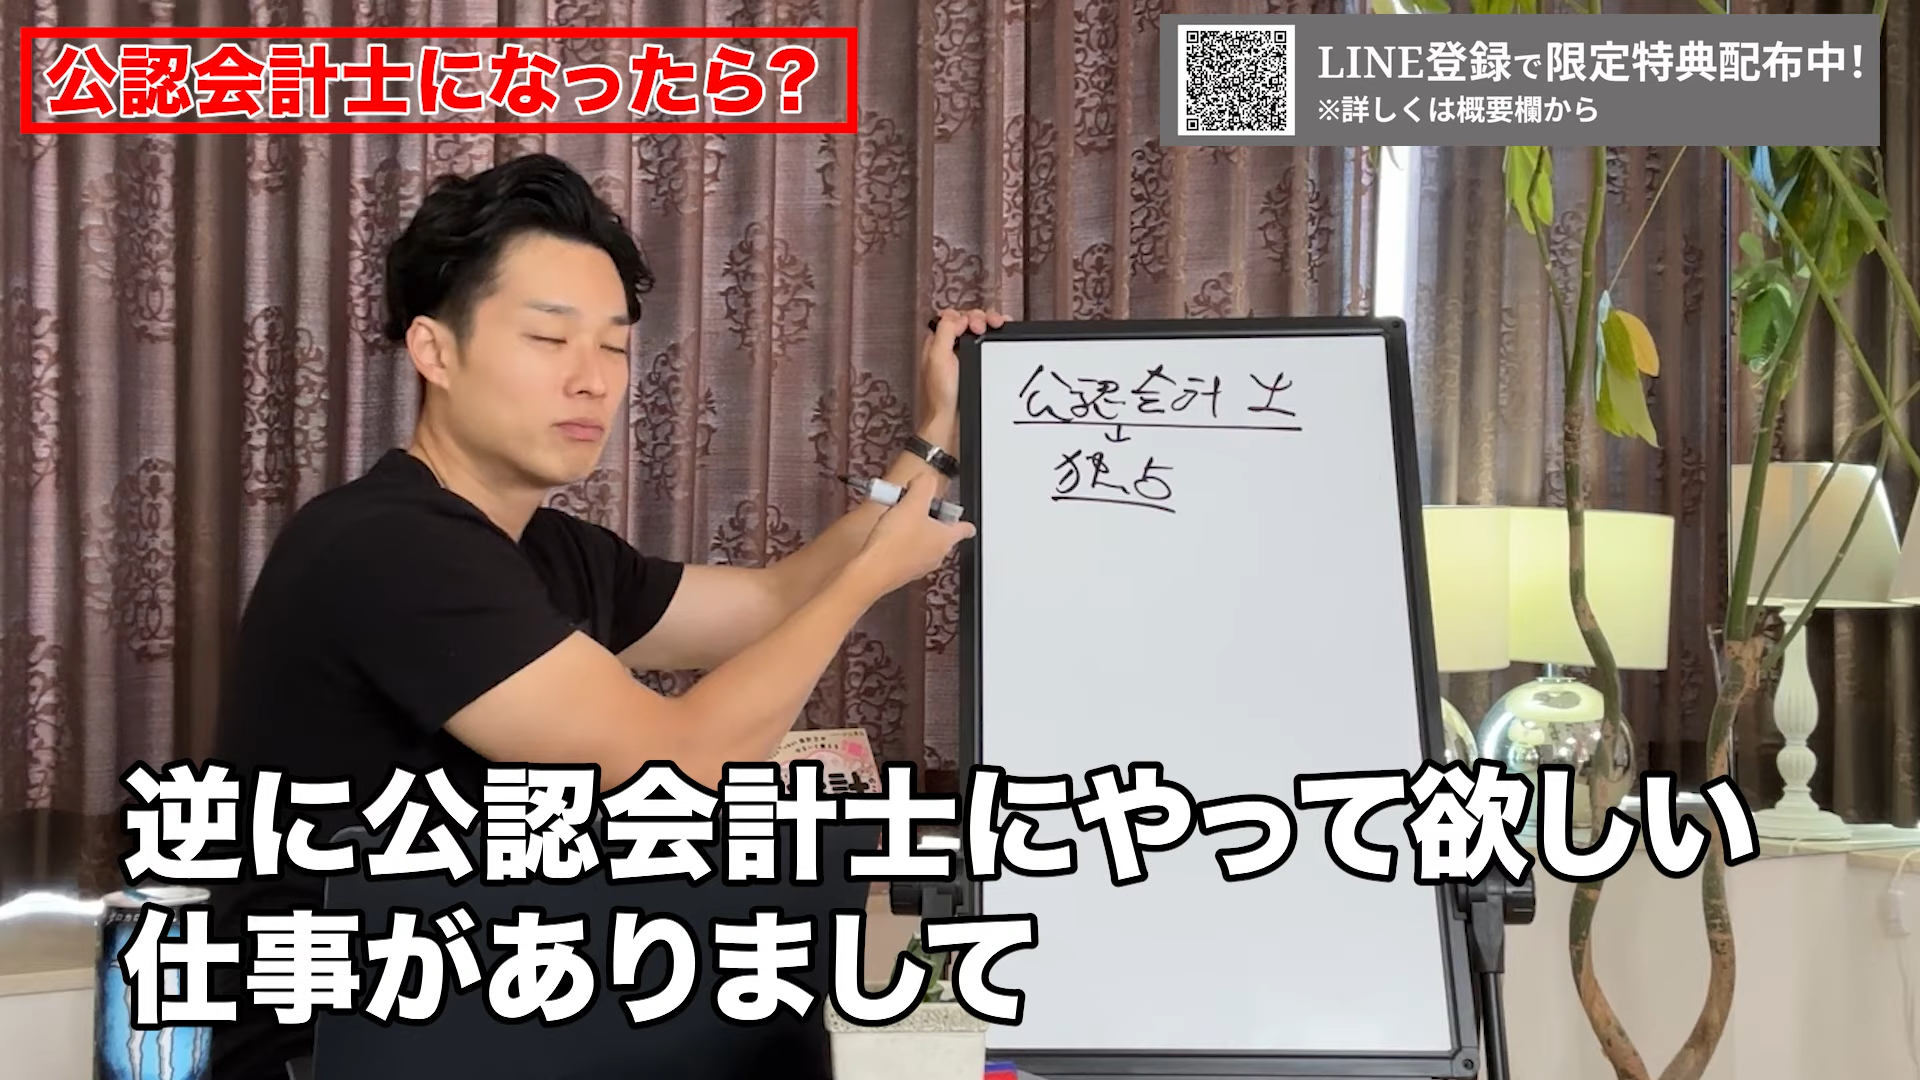 公認会計士になったら?
LINE登録で限定特典配布中!
※詳しくは概要欄から
公認会計士
↓
独占
逆に公認会計士にやって欲しい
仕事がありまして